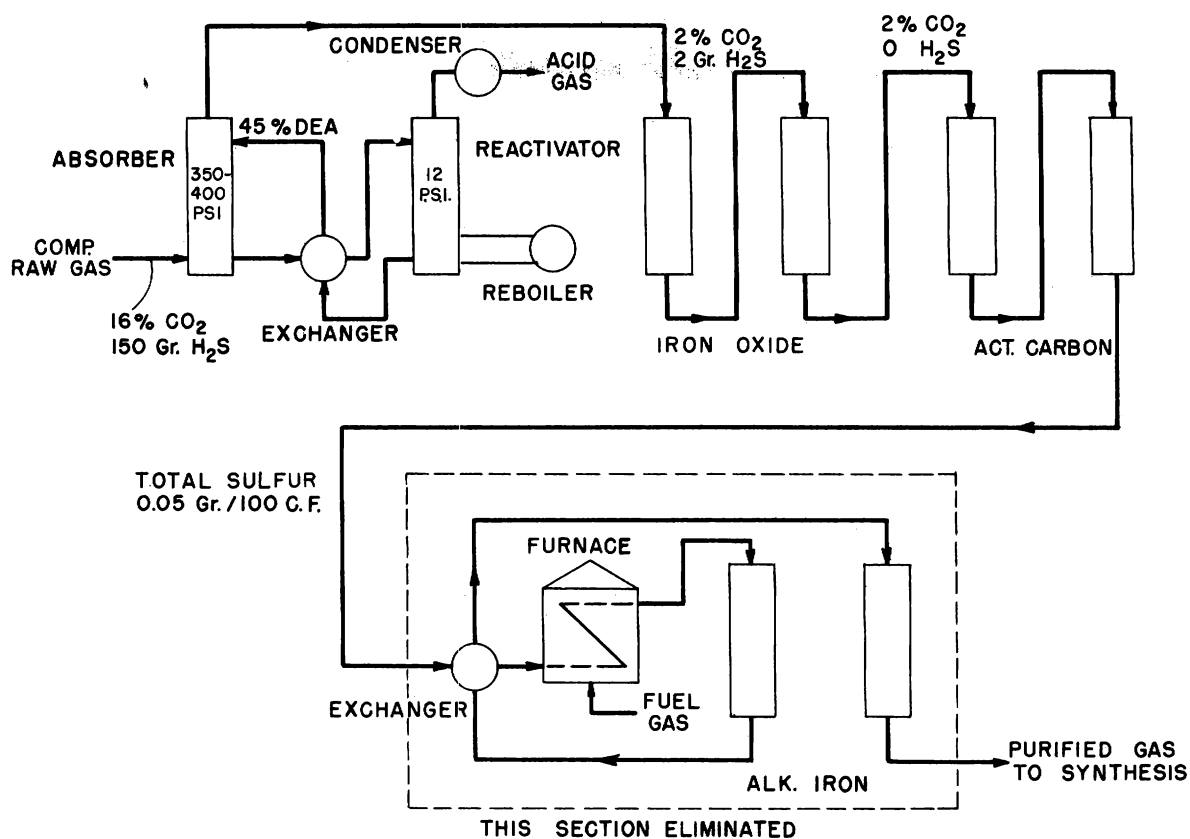 CONDENSER
ACID
GAS
2% CO2
2 Gr. H2S
2% CO2
0 H2S
45% DEA
ABSORBER
350-
400
PSI
REACTIVATOR
12
P.S.I.
COMP.
RAW GAS
REBOILER
16% CO2
150 Gr. H2S
EXCHANGER
IRON OXIDE
ACT. CARBON
TOTAL SULFUR
0.05 Gr./100 C.F.
FURNACE
EXCHANGER
FUEL
GAS
ALK. IRON
PURIFIED GAS
TO SYNTHESIS
THIS SECTION ELIMINATED